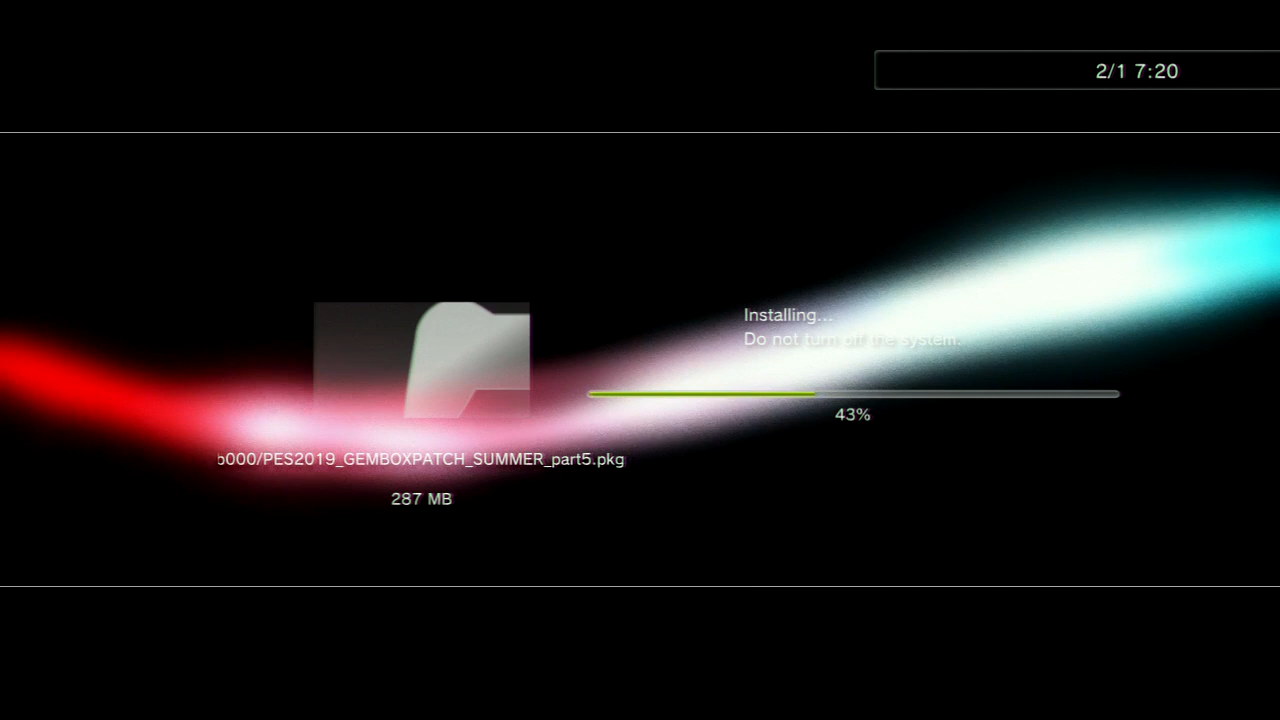 2/1 7:20
Installing...
Do not turn off the system.
43%
b000/PES2019_GEMBOXPATCH_SUMMER_part5.pkg
287 MB